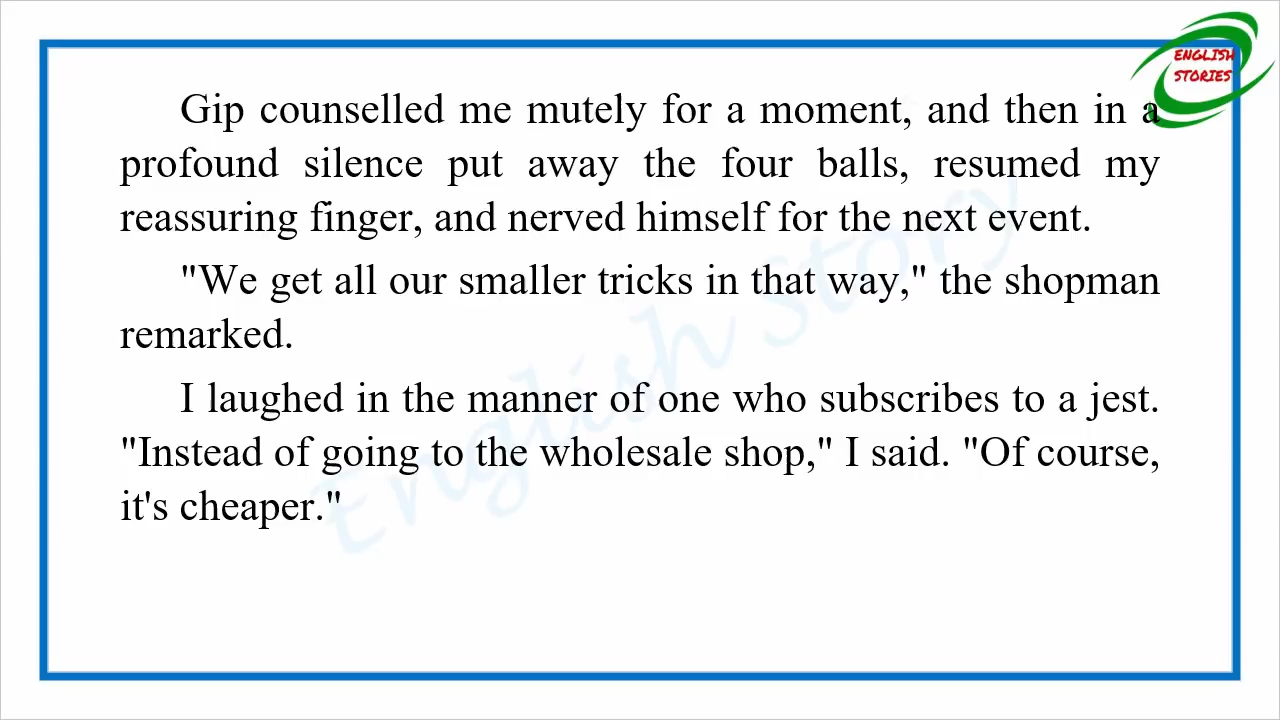 ENGLISH
STORIES
Gip counselled me mutely for a moment, and then in a
profound silence put away the four balls, resumed my
reassuring finger, and nerved himself for the next event.
"We get all our smaller tricks in that way," the shopman
remarked.
I laughed in the manner of one who subscribes to a jest.
"Instead of going to the wholesale shop," I said. "Of course,
it's cheaper."
English Story